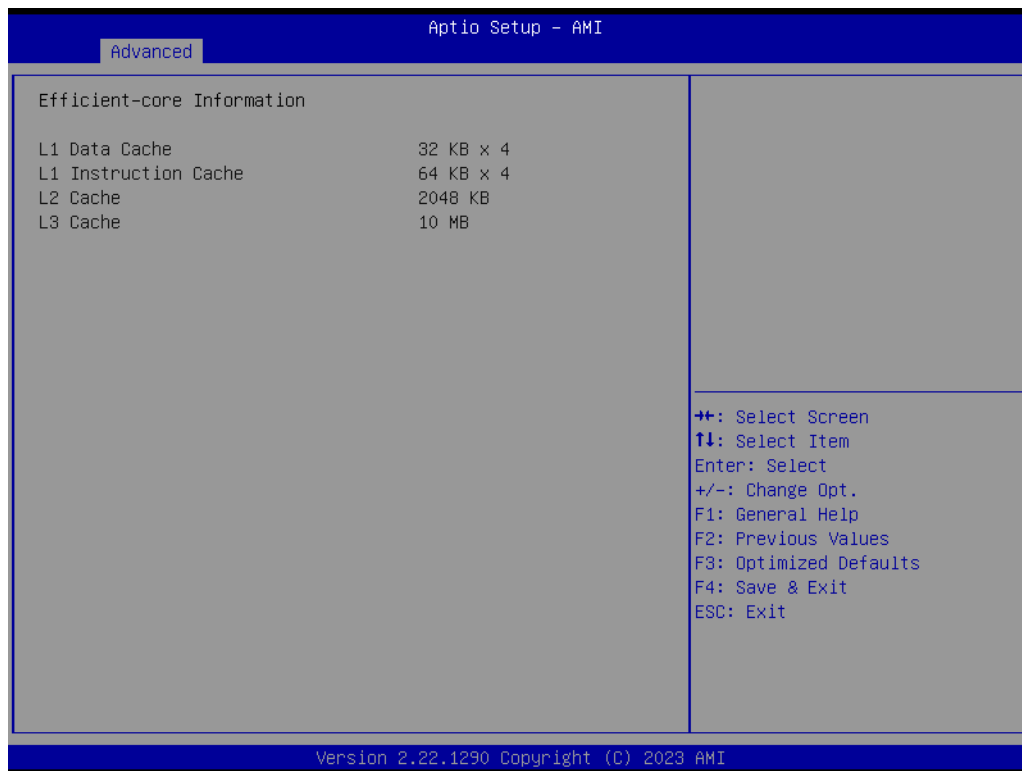 Aptio Setup – AMI
Advanced
Efficient-core Information
L1 Data Cache 32 KB x 4
L1 Instruction Cache 64 KB x 4
L2 Cache 2048 KB
L3 Cache 10 MB
→←: Select Screen
↑↓: Select Item
Enter: Select
+/-: Change Opt.
F1: General Help
F2: Previous Values
F3: Optimized Defaults
F4: Save & Exit
ESC: Exit
Version 2.22.1290 Copyright (C) 2023 AMI